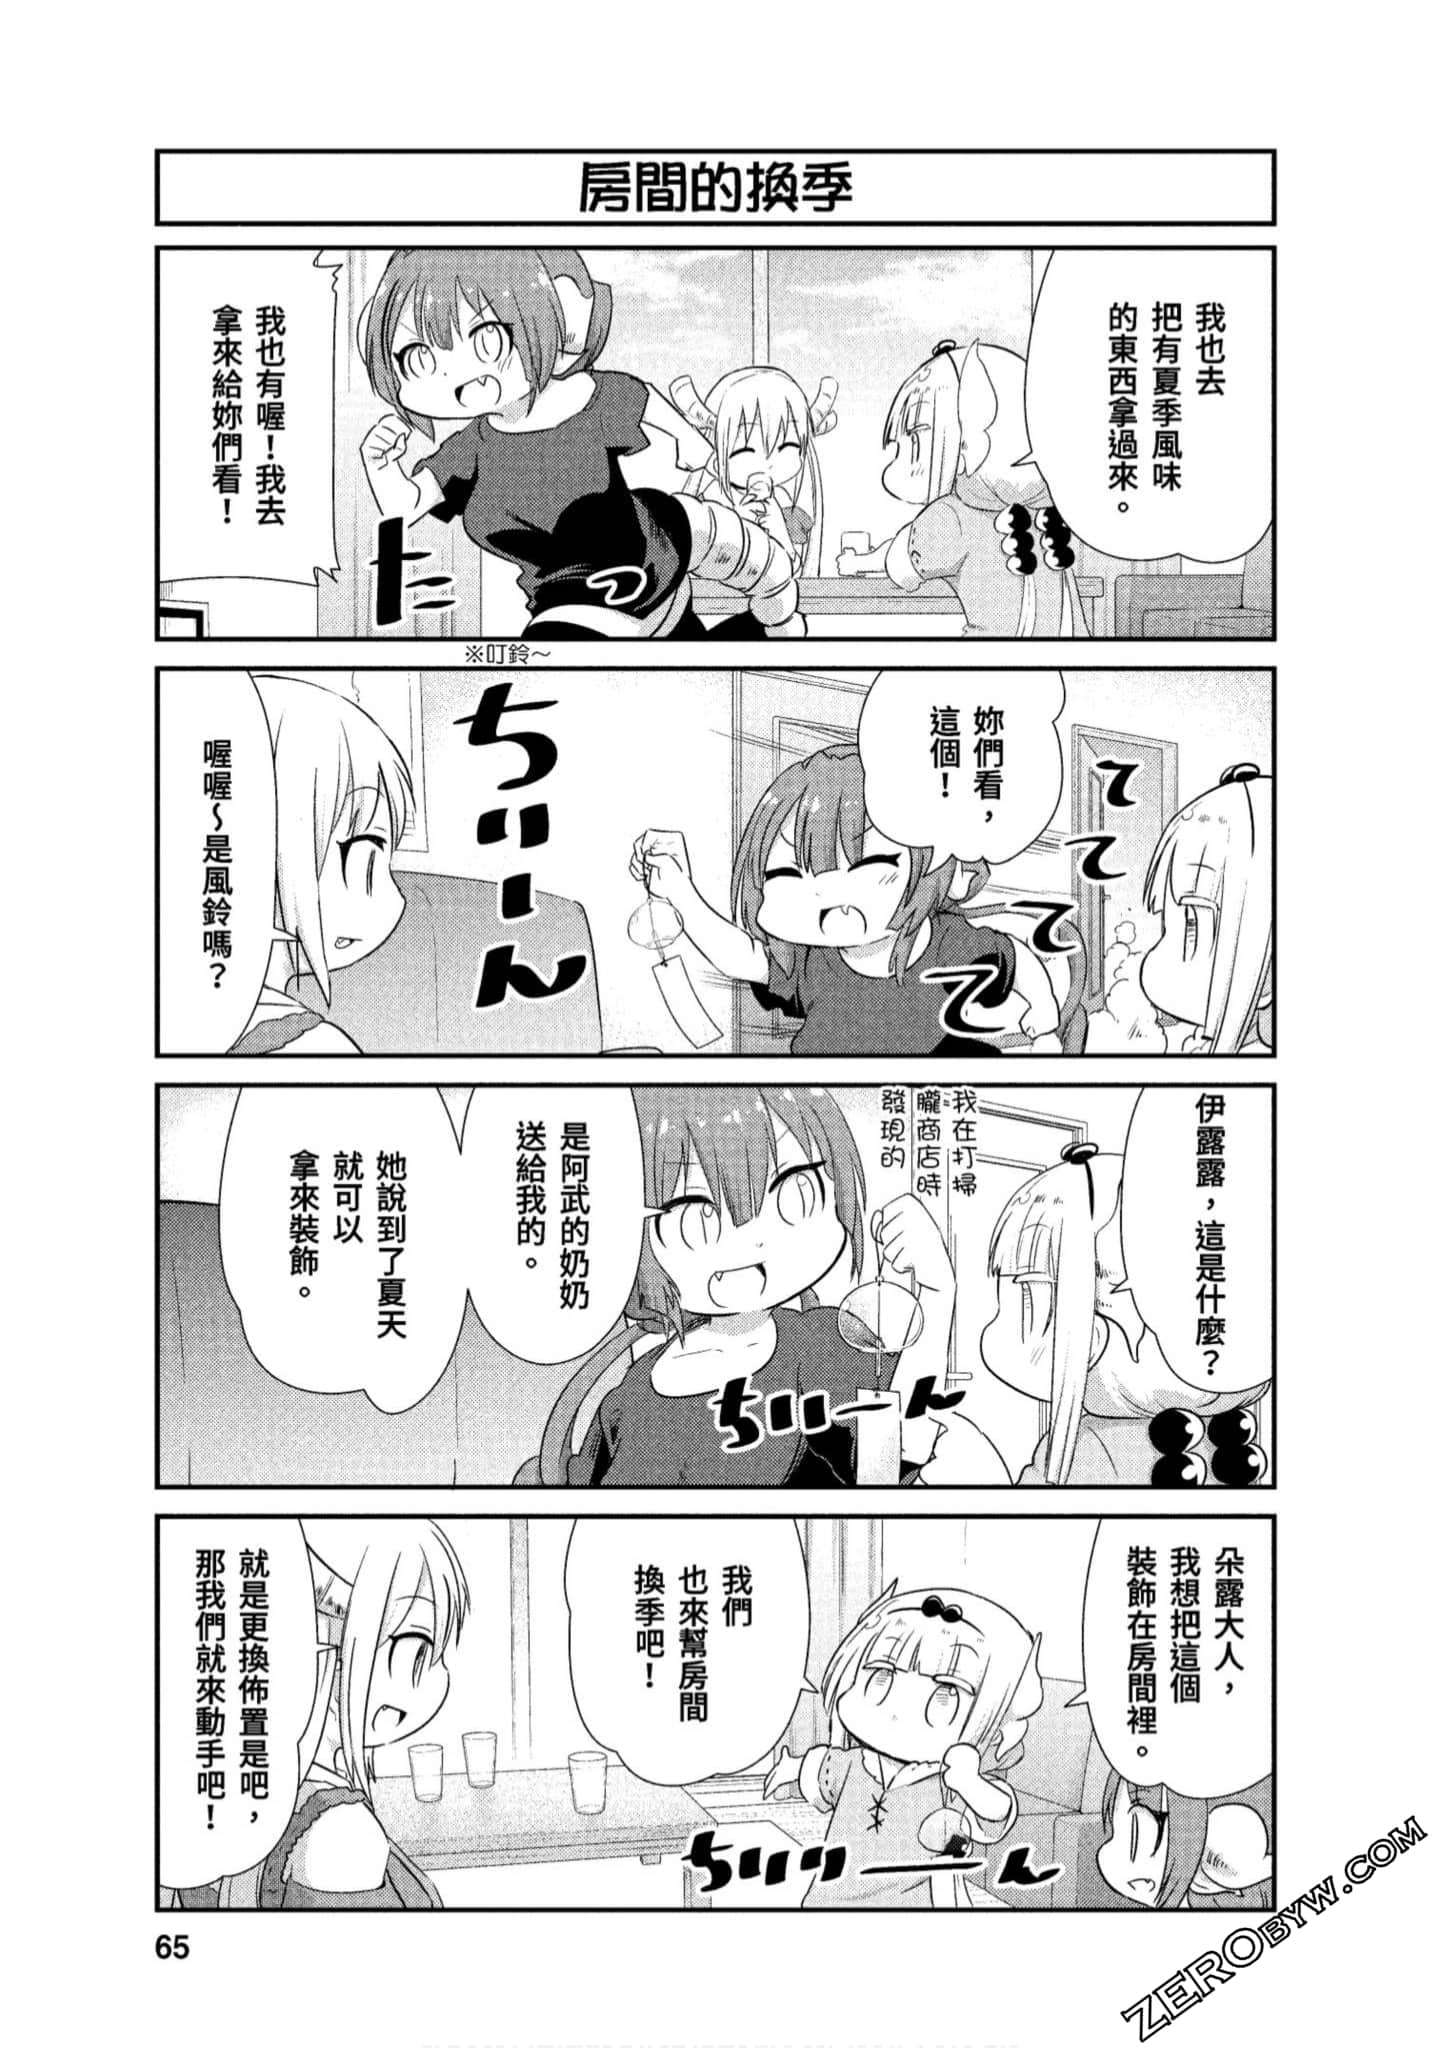 房間的換季
我也去
把有夏季風味
的東西拿過來。
我也有喔！我去
拿來給妳們看！
たっ
※叮鈴～
妳們看，
這個！
てててて
ちりーん
喔喔～是風鈴嗎？
伊露露，這是什麼？
我在打掃
朧商店時
發現的
是阿武的奶奶
送給我的。
她說到了夏天
就可以
拿來裝飾。
ちりーん
朵露大人，
我想把這個
裝飾在房間裡。
我們
也來幫房間
換季吧！
ちりりーーん
就是更換佈置是吧，
那我們就來動手吧！
65
ZEROBYW.COM